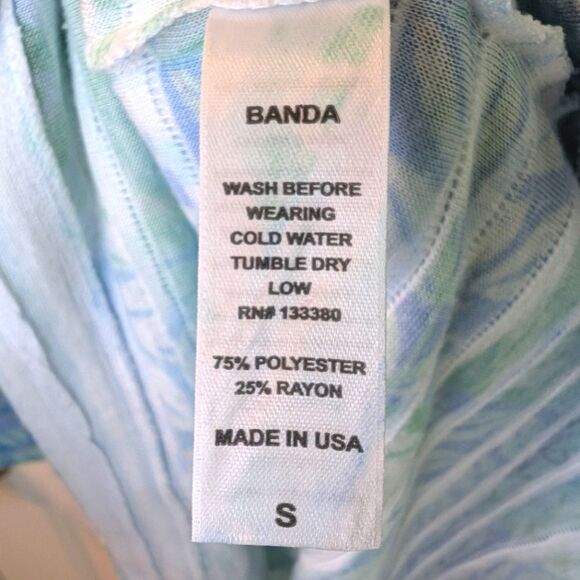 BANDA
WASH BEFORE
WEARING
COLD WATER
TUMBLE DRY
LOW
RN# 133380
75% POLYESTER
25% RAYON
MADE IN USA
S